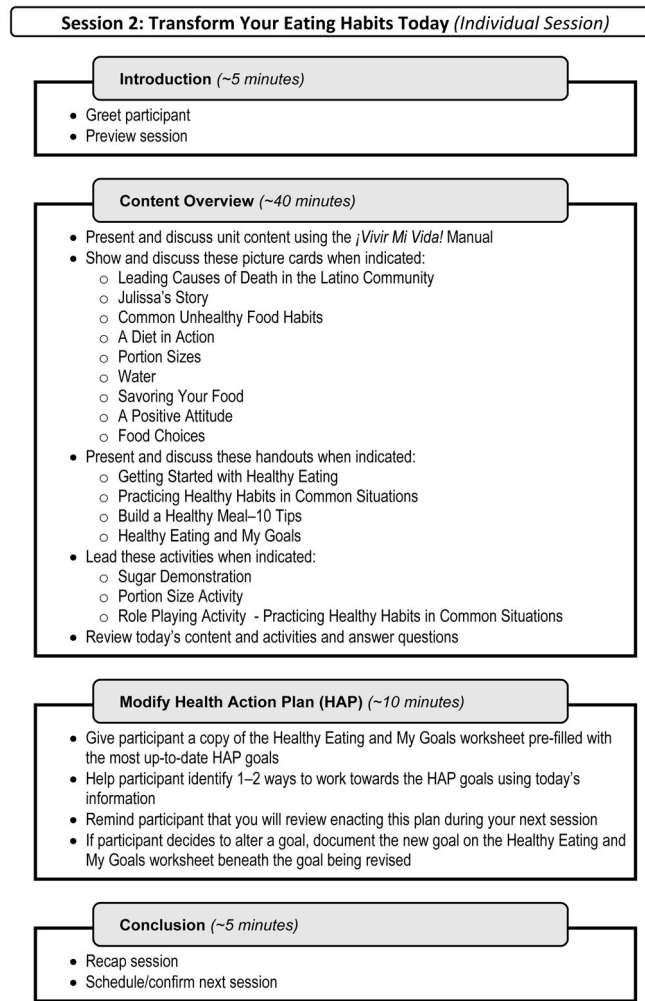 Session 2: Transform Your Eating Habits Today (Individual Session)
Introduction (~5 minutes)
• Greet participant
• Preview session
Content Overview (~40 minutes)
• Present and discuss unit content using the ¡Vivir Mi Vida! Manual
• Show and discuss these picture cards when indicated:
o Leading Causes of Death in the Latino Community
o Julissa's Story
o Common Unhealthy Food Habits
o A Diet in Action
o Portion Sizes
o Water
o Savoring Your Food
o A Positive Attitude
o Food Choices
• Present and discuss these handouts when indicated:
o Getting Started with Healthy Eating
o Practicing Healthy Habits in Common Situations
o Build a Healthy Meal–10 Tips
o Healthy Eating and My Goals
• Lead these activities when indicated:
o Sugar Demonstration
o Portion Size Activity
o Role Playing Activity - Practicing Healthy Habits in Common Situations
• Review today's content and activities and answer questions
Modify Health Action Plan (HAP) (~10 minutes)
• Give participant a copy of the Healthy Eating and My Goals worksheet pre-filled with
the most up-to-date HAP goals
• Help participant identify 1–2 ways to work towards the HAP goals using today's
information
• Remind participant that you will review enacting this plan during your next session
• If participant decides to alter a goal, document the new goal on the Healthy Eating and
My Goals worksheet beneath the goal being revised
Conclusion (~5 minutes)
• Recap session
• Schedule/confirm next session